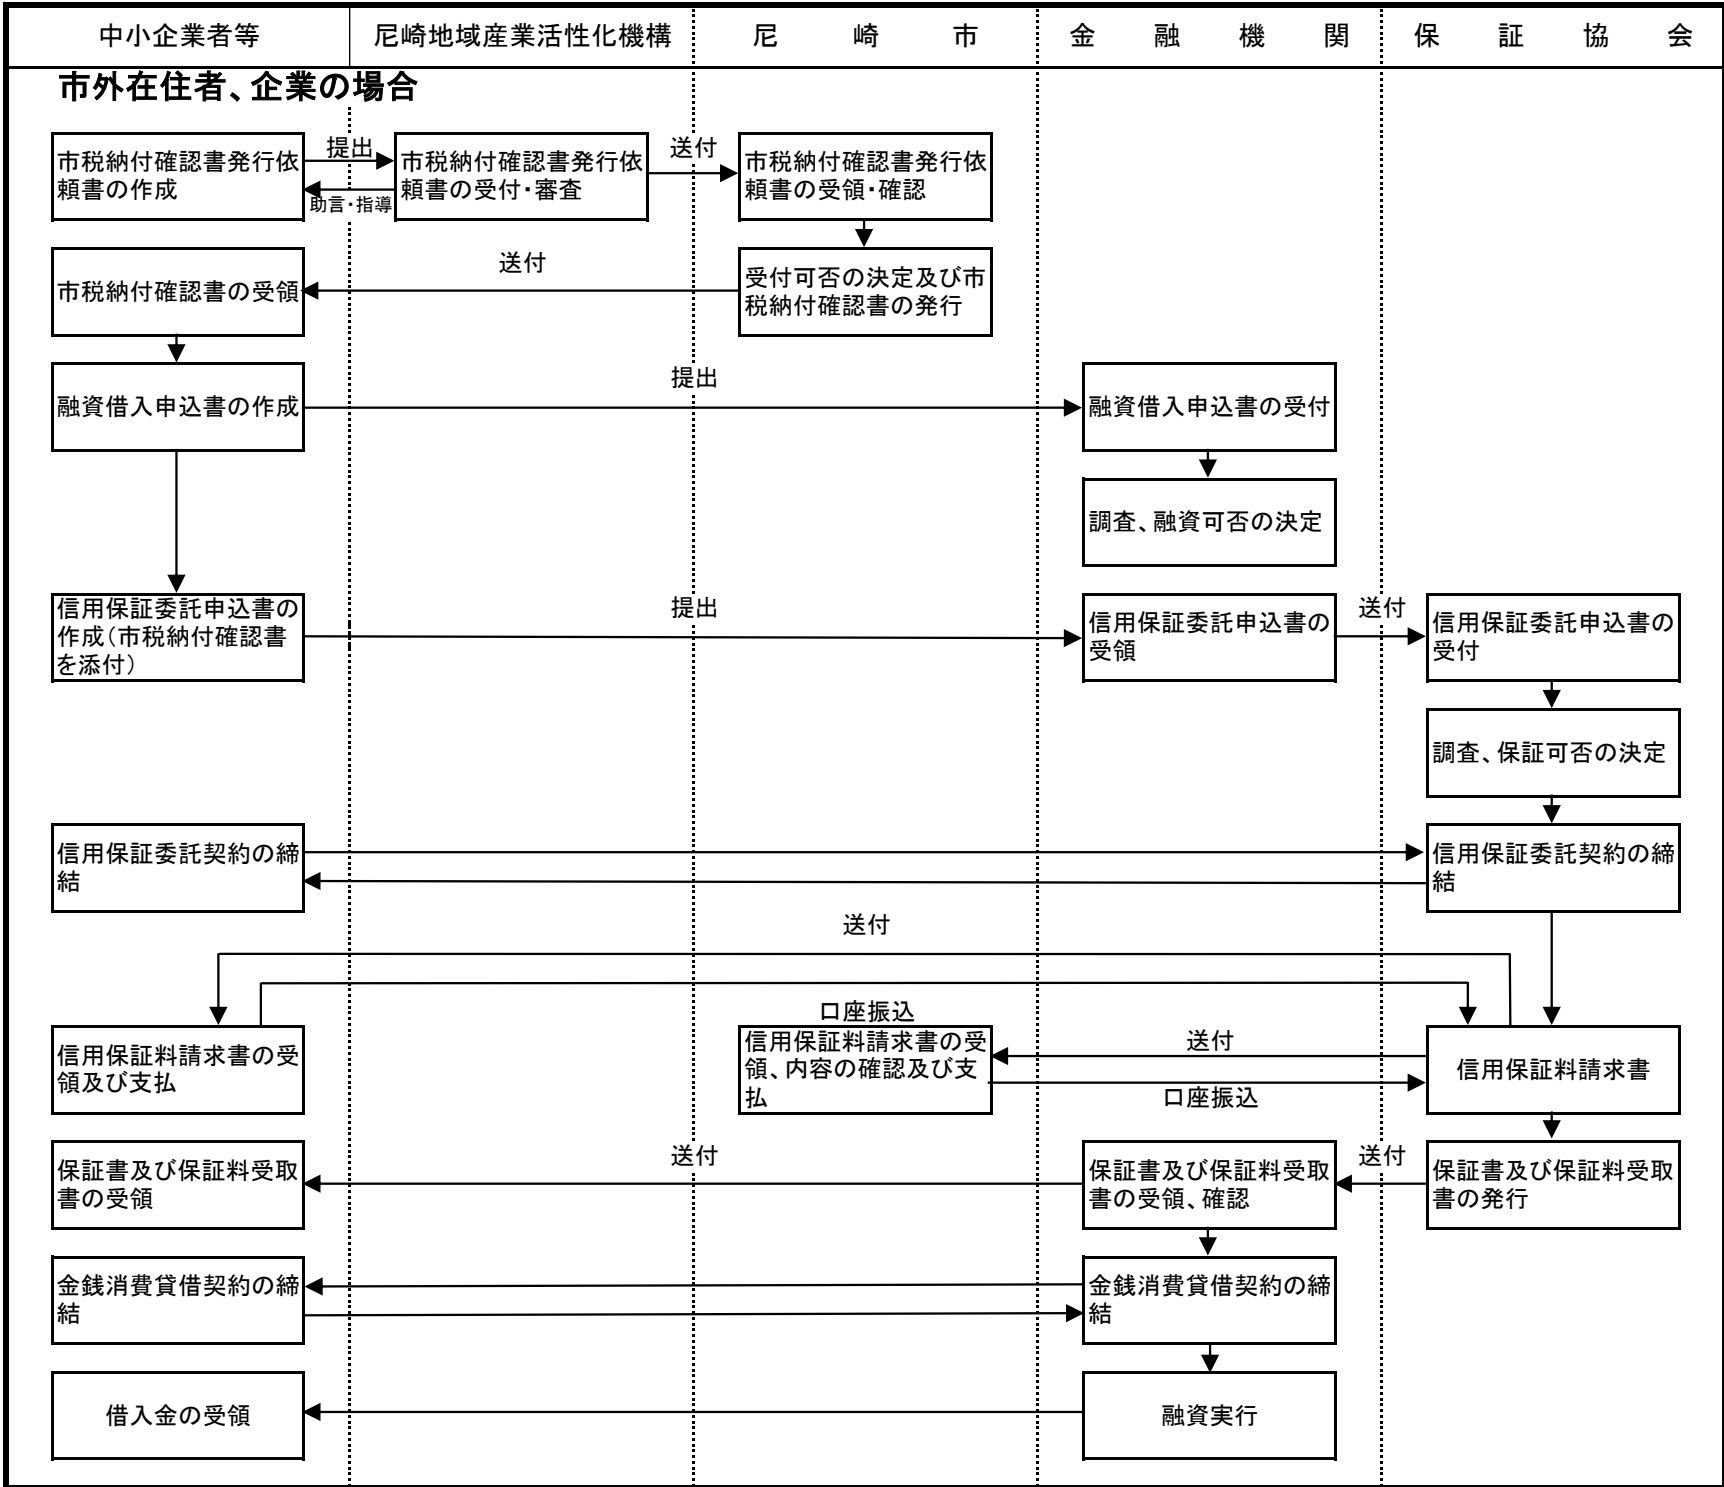 中小企業者等
尼崎地域産業活性化機構
尼崎市
金融機関
保証協会
市外在住者、企業の場合
市税納付確認書発行依
頼書の作成
提出
助言・指導
市税納付確認書発行依
頼書の受付・審査
送付
市税納付確認書発行依
頼書の受領・確認
市税納付確認書の受領
送付
受付可否の決定及び市
税納付確認書の発行
融資借入申込書の作成
提出
融資借入申込書の受付
調査、融資可否の決定
信用保証委託申込書の
作成(市税納付確認書
を添付)
提出
信用保証委託申込書の
受領
送付
信用保証委託申込書の
受付
調査、保証可否の決定
信用保証委託契約の締
結
信用保証委託契約の締
結
送付
口座振込
信用保証料請求書の受
領及び支払
信用保証料請求書の受
領、内容の確認及び支
払
送付
口座振込
信用保証料請求書
保証書及び保証料受取
書の受領
送付
保証書及び保証料受取
書の受領、確認
送付
保証書及び保証料受取
書の発行
金銭消費貸借契約の締
結
金銭消費貸借契約の締
結
借入金の受領
融資実行